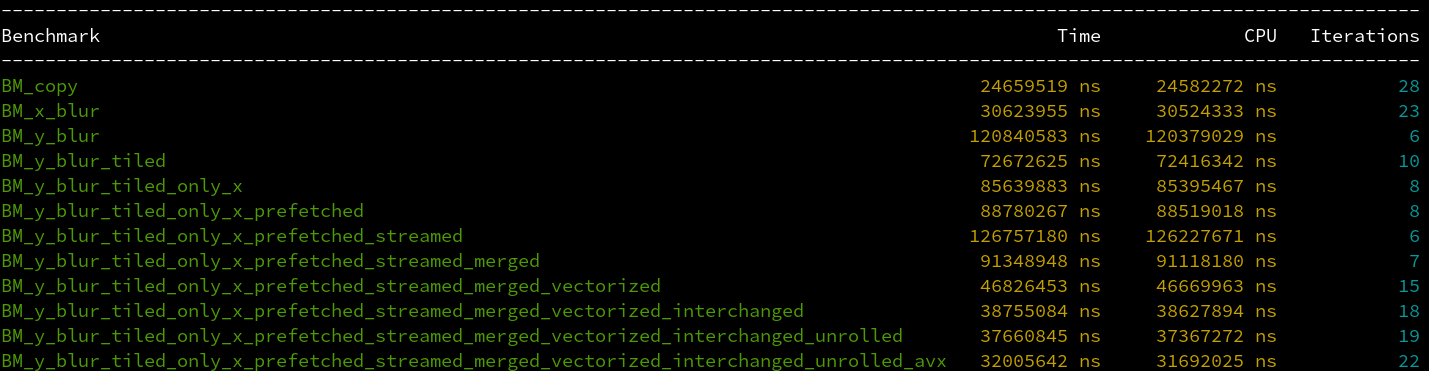 Benchmark Time CPU Iterations
BM_copy 24659519 ns 24582272 ns 28
BM_x_blur 30623955 ns 30524333 ns 23
BM_y_blur 120840583 ns 120379029 ns 6
BM_y_blur_tiled 72672625 ns 72416342 ns 10
BM_y_blur_tiled_only_x 85639883 ns 85395467 ns 8
BM_y_blur_tiled_only_x_prefetched 88780267 ns 88519018 ns 8
BM_y_blur_tiled_only_x_prefetched_streamed 126757180 ns 126227671 ns 6
BM_y_blur_tiled_only_x_prefetched_streamed_merged 91348948 ns 91118180 ns 7
BM_y_blur_tiled_only_x_prefetched_streamed_merged_vectorized 46826453 ns 46669963 ns 15
BM_y_blur_tiled_only_x_prefetched_streamed_merged_vectorized_interchanged 38755084 ns 38627894 ns 18
BM_y_blur_tiled_only_x_prefetched_streamed_merged_vectorized_interchanged_unrolled 37660845 ns 37367272 ns 19
BM_y_blur_tiled_only_x_prefetched_streamed_merged_vectorized_interchanged_unrolled_avx 32005642 ns 31692025 ns 22